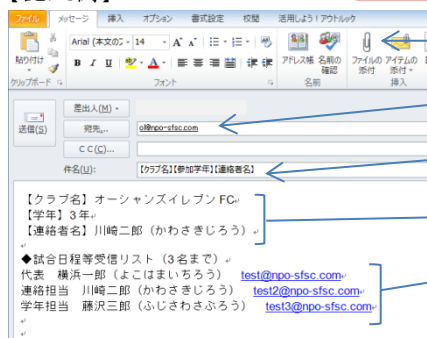 ファイル メッセージ 挿入 オプション 書式設定 校閲 活用しよう！アウトルック
Arial (本文のﾌ 14
貼り付け
B I U
アドレス帳 名前の確認
ファイルの添付 アイテムの添付
クリップボード フォント 名前 挿入
差出人(M)
送信(S)
宛先... ol@npo-sfsc.com
CC(C)...
件名(U): 【クラブ名】【参加学年】【連絡者名】
【クラブ名】オーシャンズイレブン FC
【学年】3年
【連絡者名】川崎二郎（かわさきじろう）
◆試合日程等受信リスト（3名まで）
代表 横浜一郎（よこはまいちろう） test@npo-sfsc.com
連絡担当 川崎二郎（かわさきじろう） test2@npo-sfsc.com
学年担当 藤沢三郎（ふじさわさぶろう） test3@npo-sfsc.com